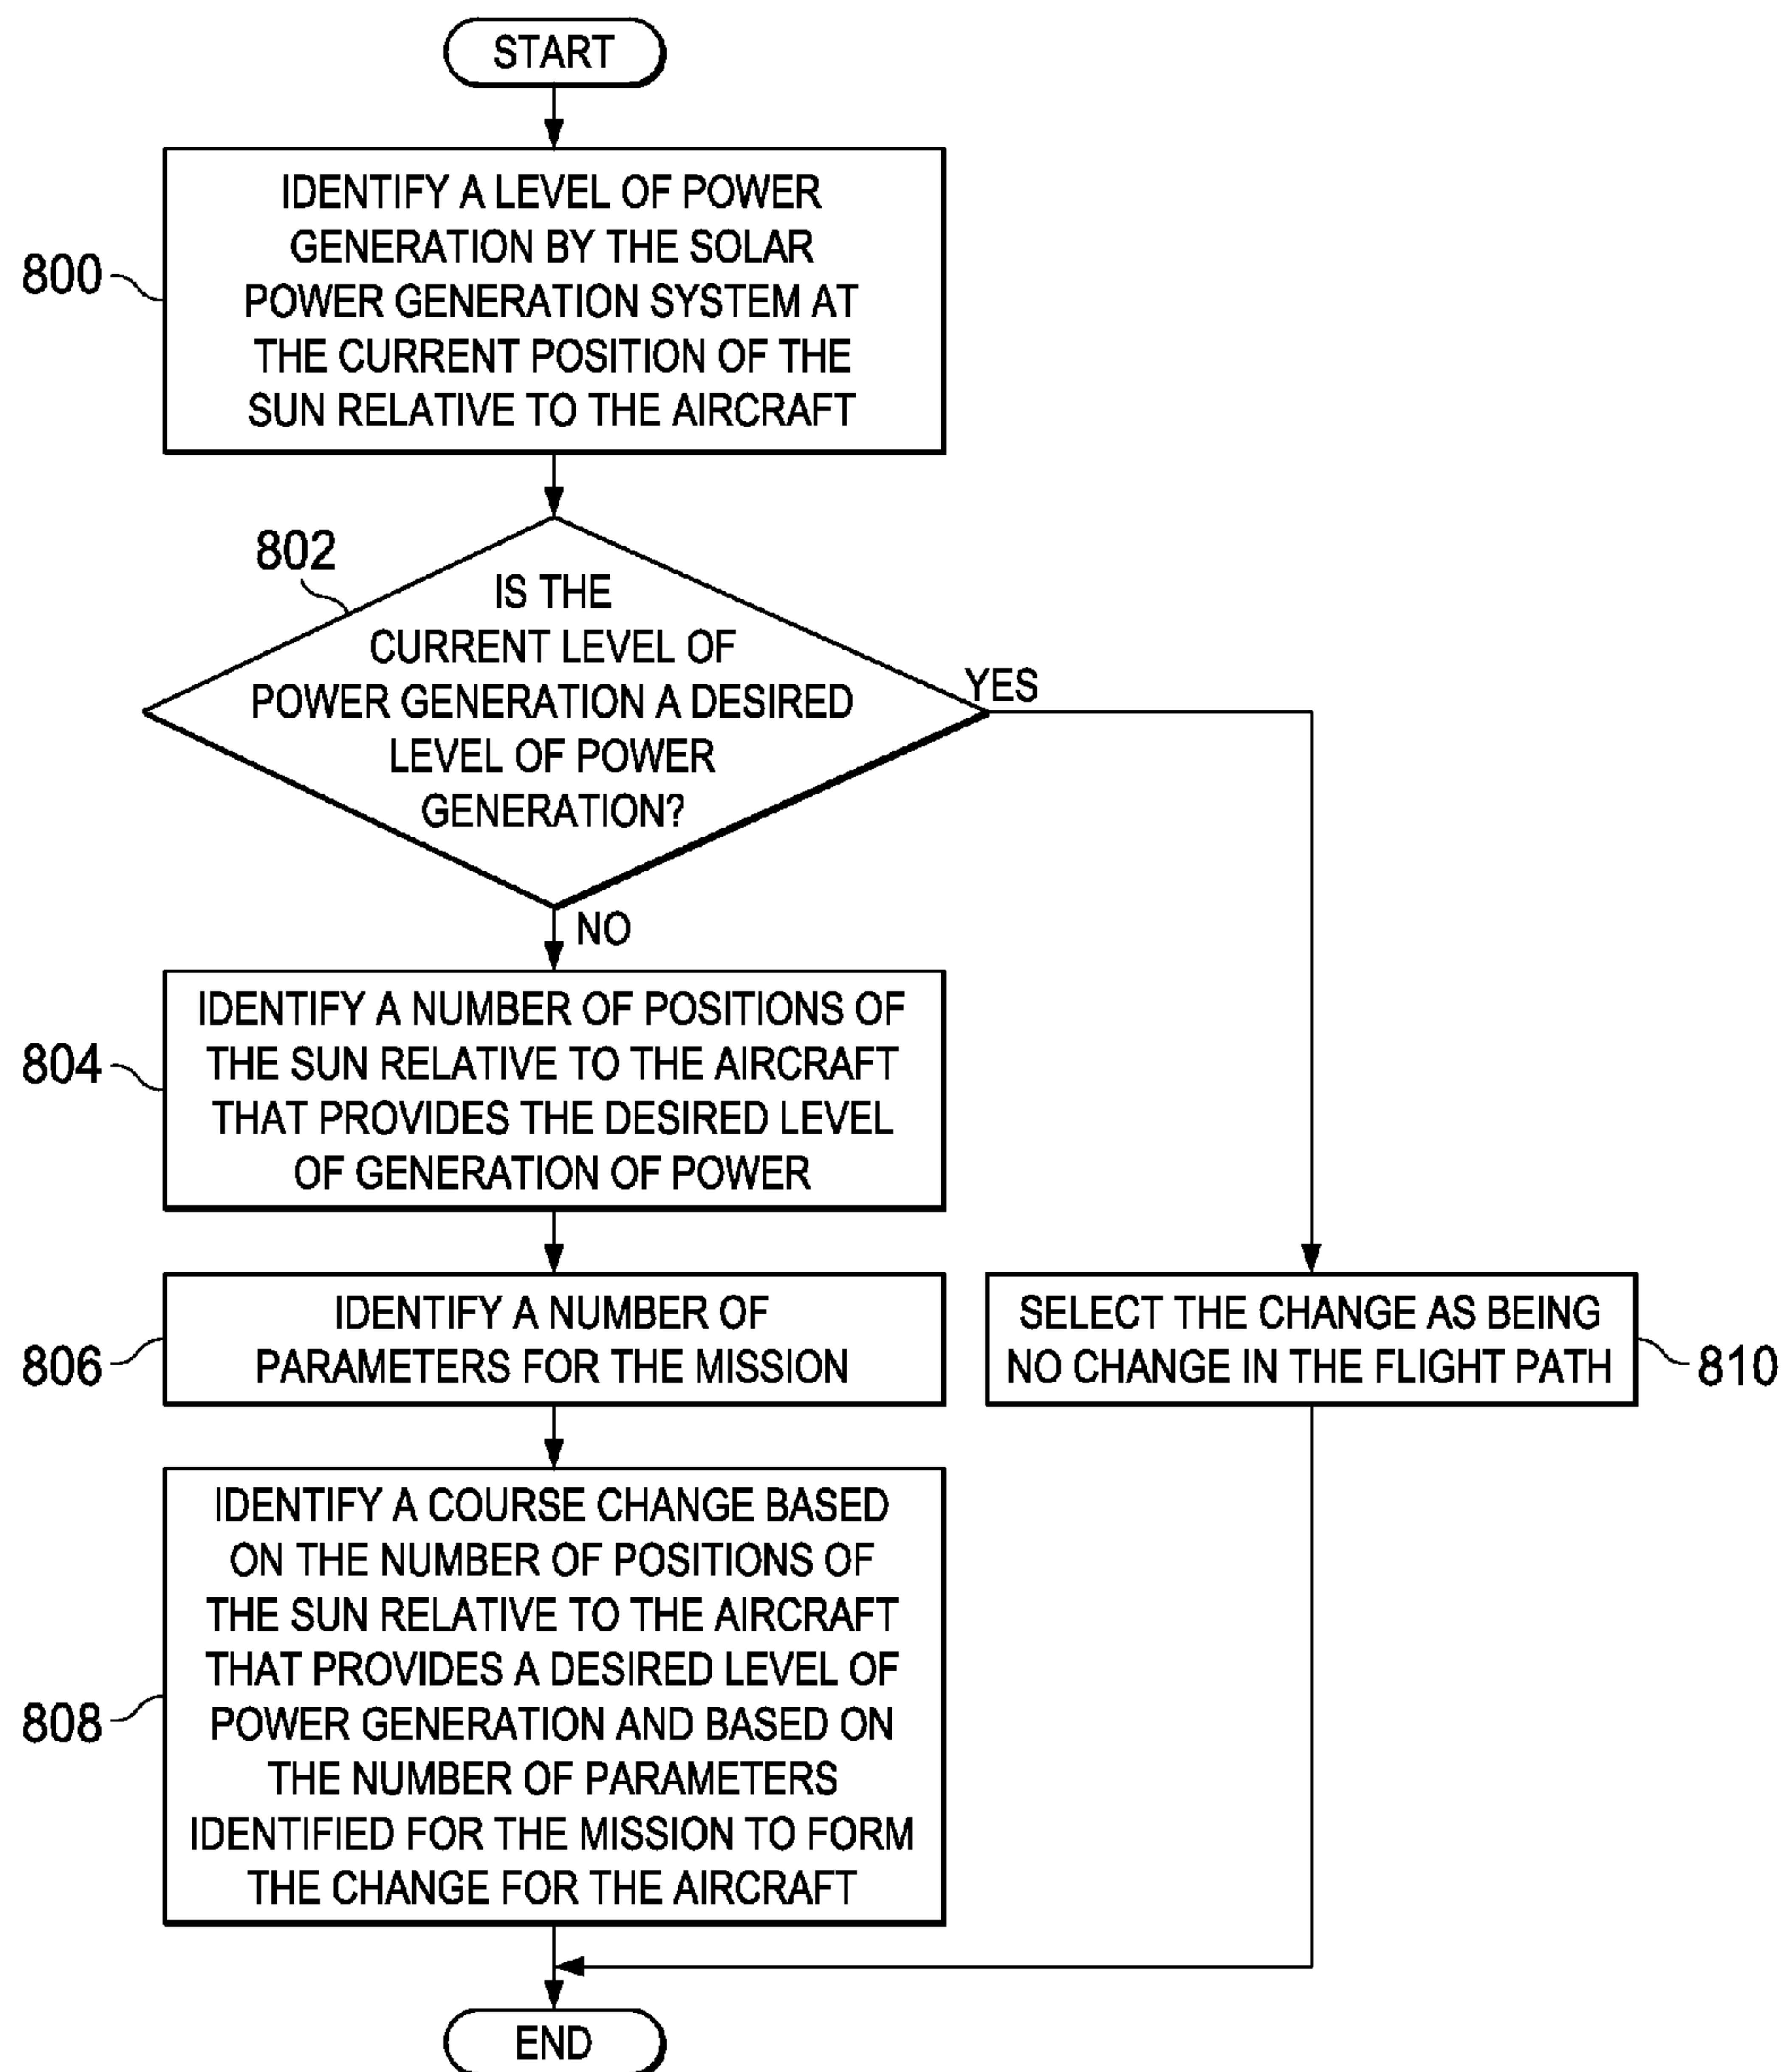 START
IDENTIFY A LEVEL OF POWER
GENERATION BY THE SOLAR
POWER GENERATION SYSTEM AT
THE CURRENT POSITION OF THE
SUN RELATIVE TO THE AIRCRAFT
800
802
IS THE
CURRENT LEVEL OF
POWER GENERATION A DESIRED
LEVEL OF POWER
GENERATION?
YES
NO
IDENTIFY A NUMBER OF POSITIONS OF
THE SUN RELATIVE TO THE AIRCRAFT
THAT PROVIDES THE DESIRED LEVEL
OF GENERATION OF POWER
804
IDENTIFY A NUMBER OF
PARAMETERS FOR THE MISSION
806
SELECT THE CHANGE AS BEING
NO CHANGE IN THE FLIGHT PATH
810
IDENTIFY A COURSE CHANGE BASED
ON THE NUMBER OF POSITIONS OF
THE SUN RELATIVE TO THE AIRCRAFT
THAT PROVIDES A DESIRED LEVEL OF
POWER GENERATION AND BASED ON
THE NUMBER OF PARAMETERS
IDENTIFIED FOR THE MISSION TO FORM
THE CHANGE FOR THE AIRCRAFT
808
END